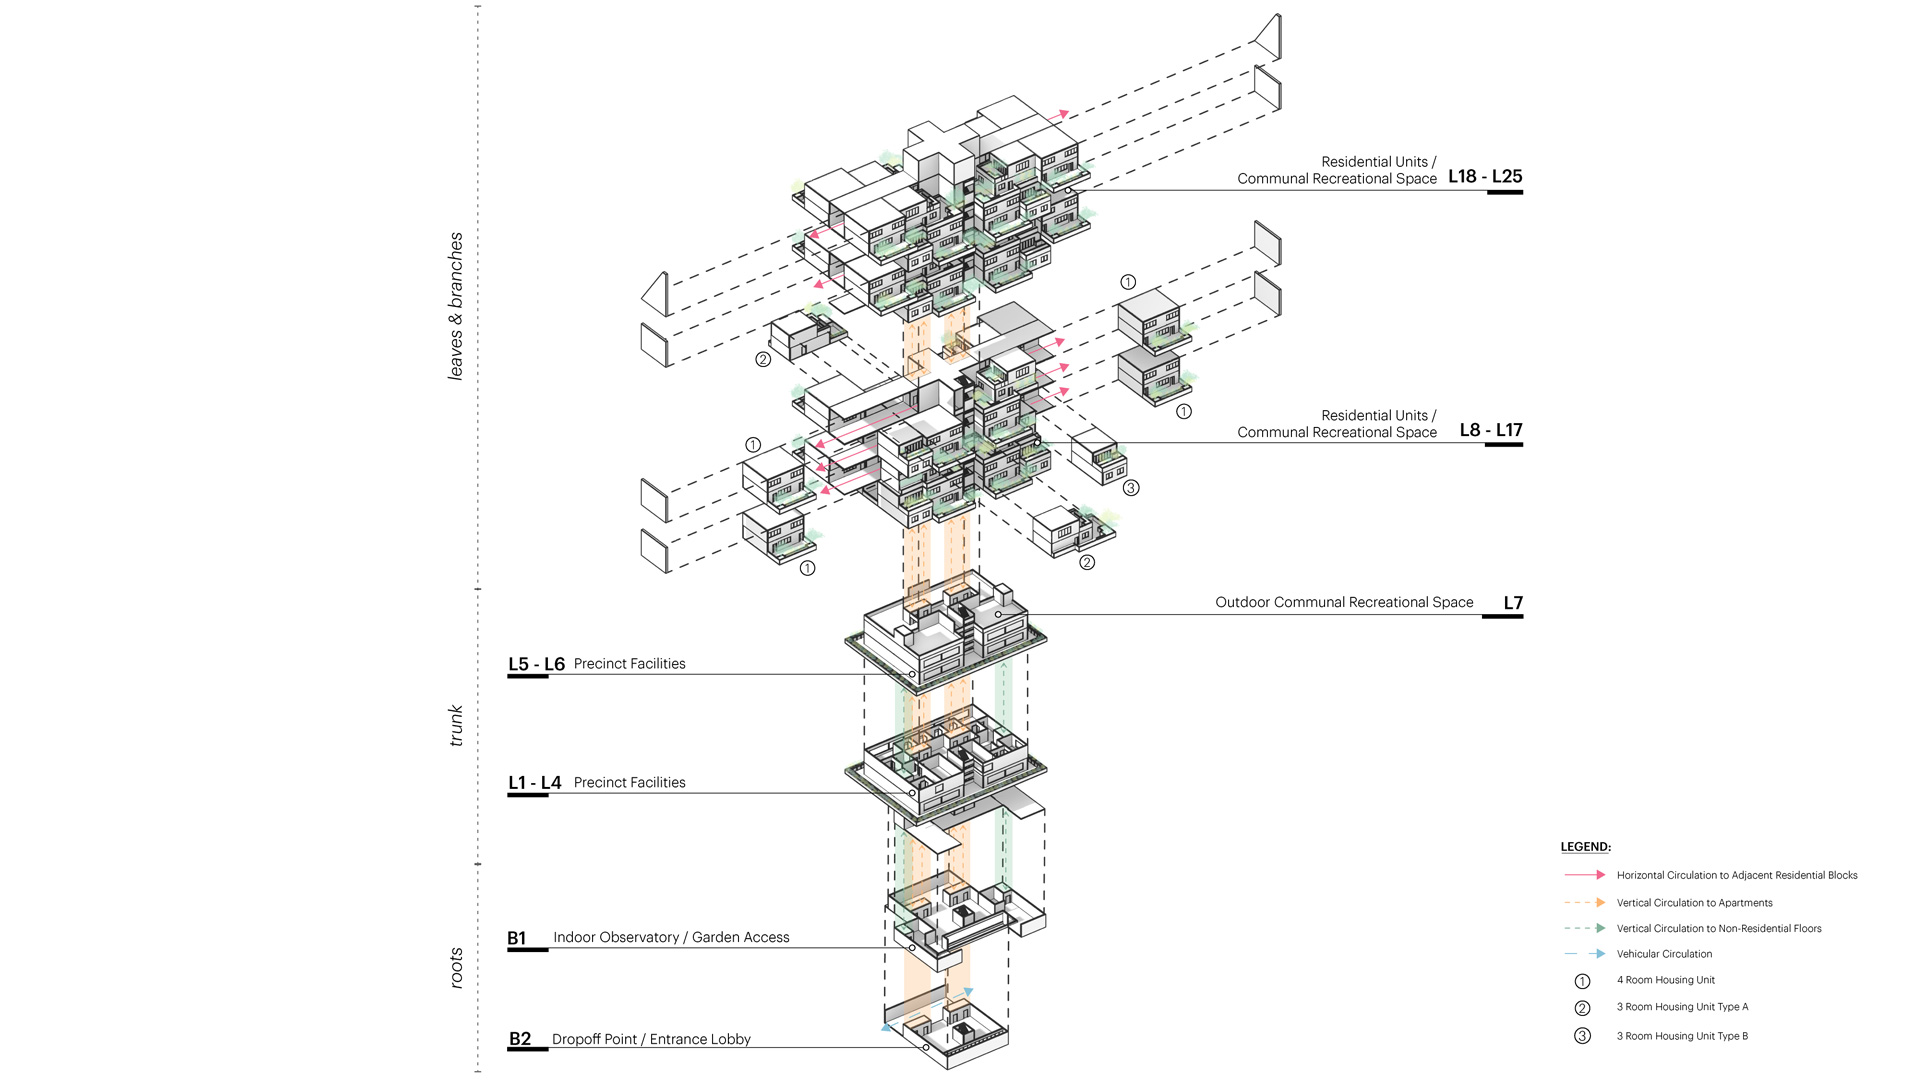 leaves & branches
trunk
roots
Residential Units /
Communal Recreational Space L18 - L25
1
2
1
Residential Units /
Communal Recreational Space L8 - L17
1
3
2
1
Outdoor Communal Recreational Space L7
L5 - L6 Precinct Facilities
L1 - L4 Precinct Facilities
B1 Indoor Observatory / Garden Access
B2 Dropoff Point / Entrance Lobby
LEGEND:
Horizontal Circulation to Adjacent Residential Blocks
Vertical Circulation to Apartments
Vertical Circulation to Non-Residential Floors
Vehicular Circulation
1 4 Room Housing Unit
2 3 Room Housing Unit Type A
3 3 Room Housing Unit Type B